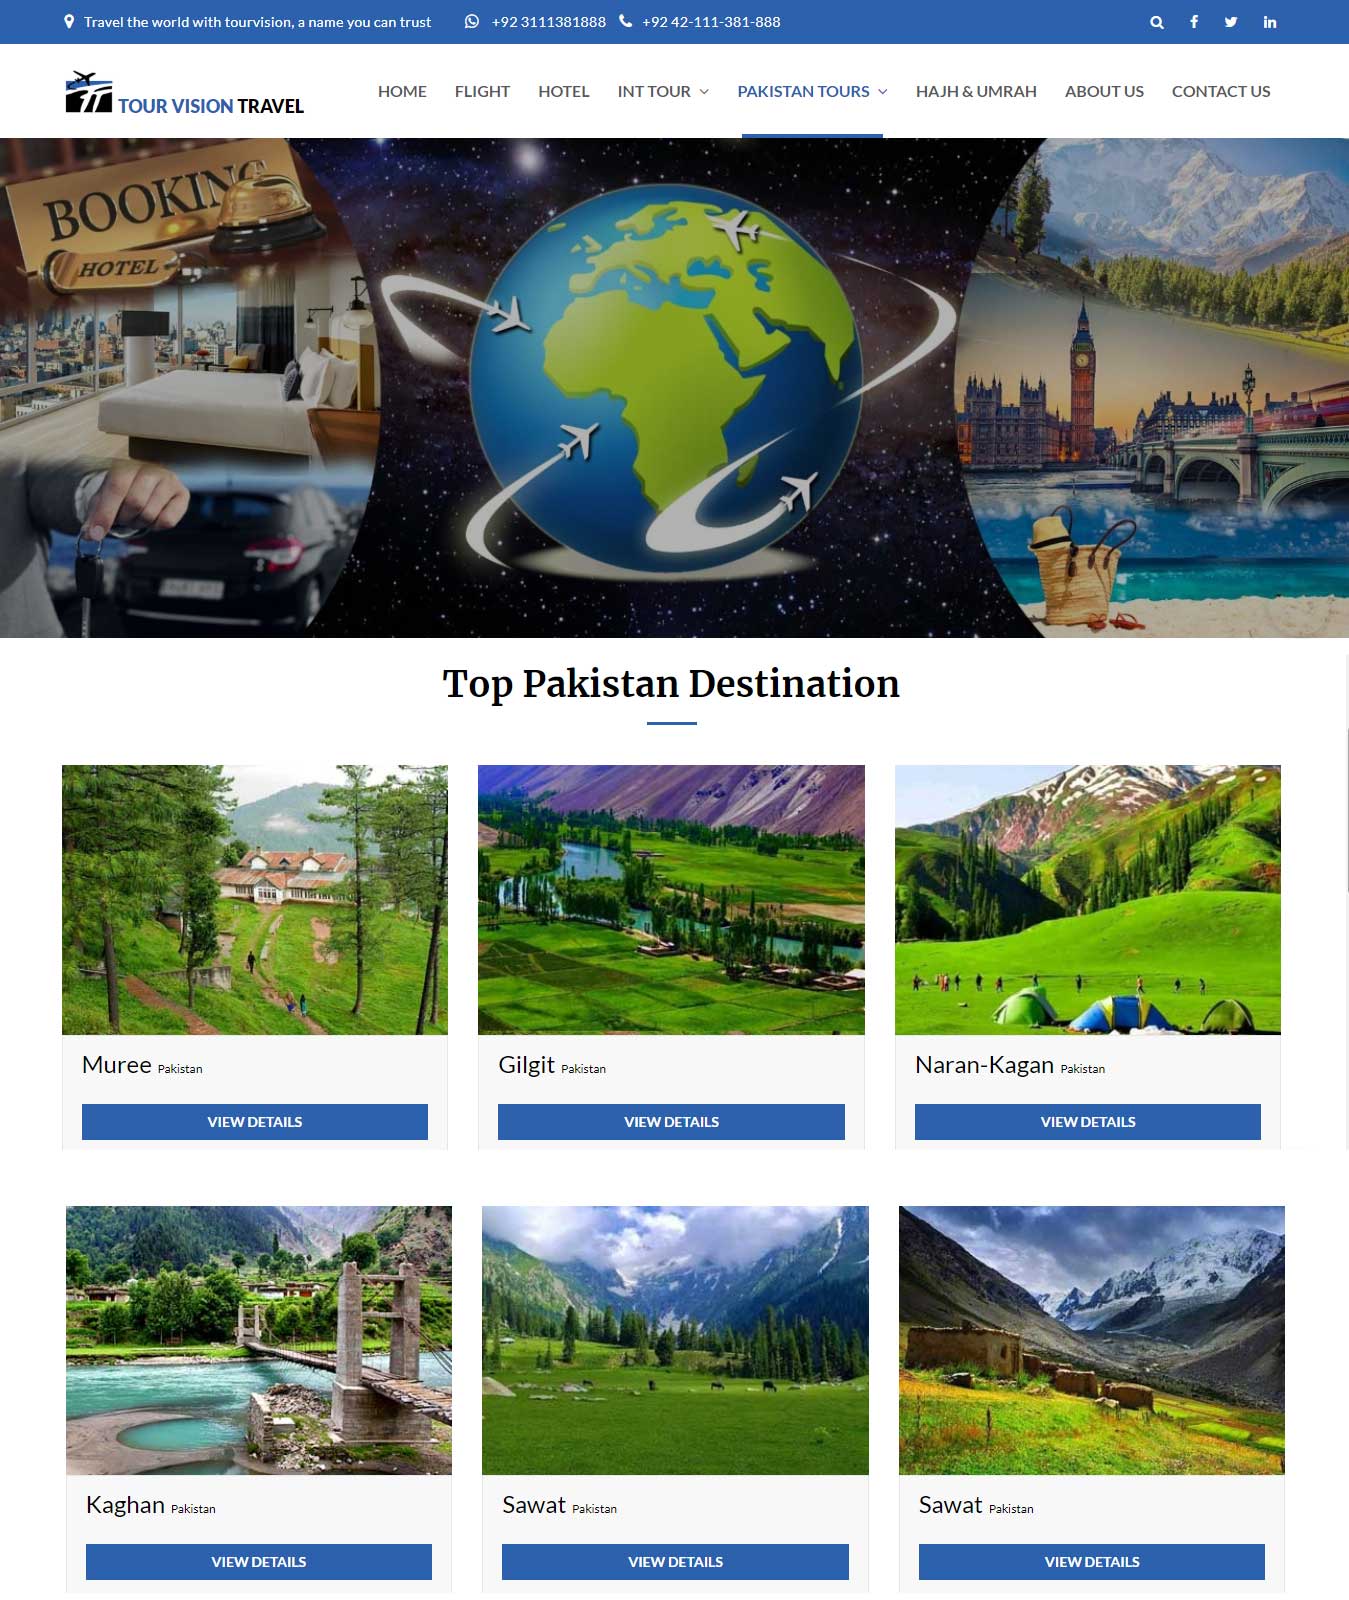 Travel the world with tourvision, a name you can trust +92 3111381888 +92 42-111-381-888
TOUR VISION TRAVEL
HOME FLIGHT HOTEL INT TOUR PAKISTAN TOURS HAJH & UMRAH ABOUT US CONTACT US
BOOKING
HOTEL
Top Pakistan Destination
Muree Pakistan
VIEW DETAILS
Gilgit Pakistan
VIEW DETAILS
Naran-Kagan Pakistan
VIEW DETAILS
Kaghan Pakistan
VIEW DETAILS
Sawat Pakistan
VIEW DETAILS
Sawat Pakistan
VIEW DETAILS